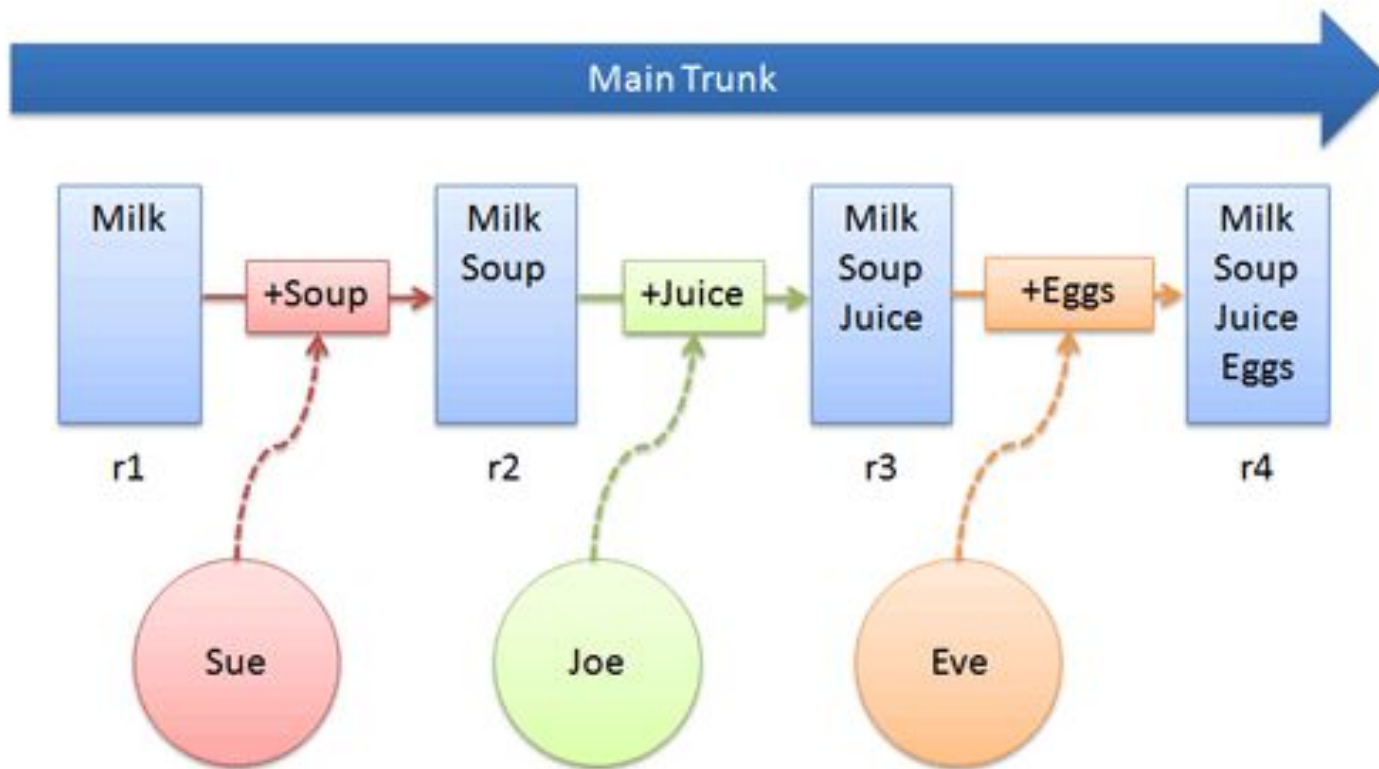 Main Trunk
Milk
+Soup
Milk
Soup
+Juice
Milk
Soup
Juice
+Eggs
Milk
Soup
Juice
Eggs
r1
r2
r3
r4
Sue
Joe
Eve